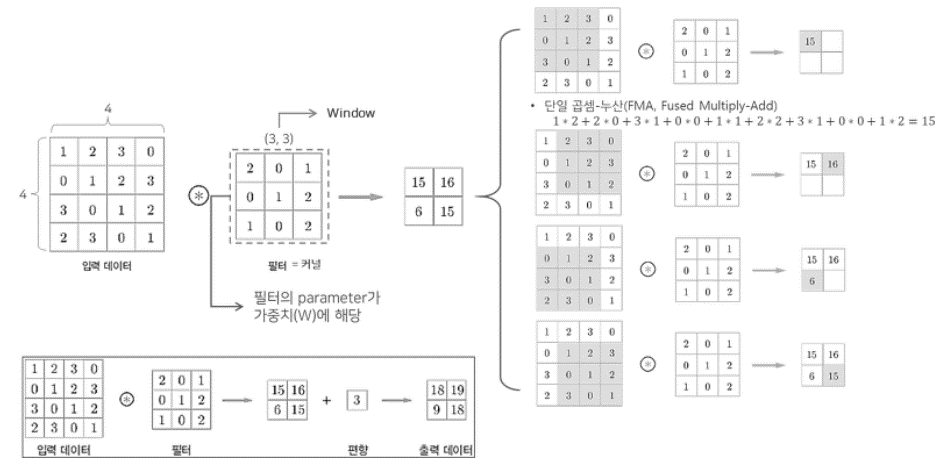 4
4
1 2 3 0
0 1 2 3
3 0 1 2
2 3 0 1
입력 데이터
*
Window
(3, 3)
2 0 1
0 1 2
1 0 2
필터 = 커널
필터의 parameter가
가중치(W)에 해당
15 16
6 15
1 2 3 0
0 1 2 3
3 0 1 2
2 3 0 1
*
2 0 1
0 1 2
1 0 2
15
• 단일 곱셈-누산(FMA, Fused Multiply-Add)
1 * 2 + 2 * 0 + 3 * 1 + 0 * 0 + 1 * 1 + 2 * 2 + 3 * 1 + 0 * 0 + 1 * 2 = 15
1 2 3 0
0 1 2 3
3 0 1 2
2 3 0 1
*
2 0 1
0 1 2
1 0 2
15 16
1 2 3 0
0 1 2 3
3 0 1 2
2 3 0 1
*
2 0 1
0 1 2
1 0 2
15 16
6
1 2 3 0
0 1 2 3
3 0 1 2
2 3 0 1
*
2 0 1
0 1 2
1 0 2
15 16
6 15
1 2 3 0
0 1 2 3
3 0 1 2
2 3 0 1
입력 데이터
*
2 0 1
0 1 2
1 0 2
필터
15 16
6 15
+
3
편향
18 19
9 18
출력 데이터